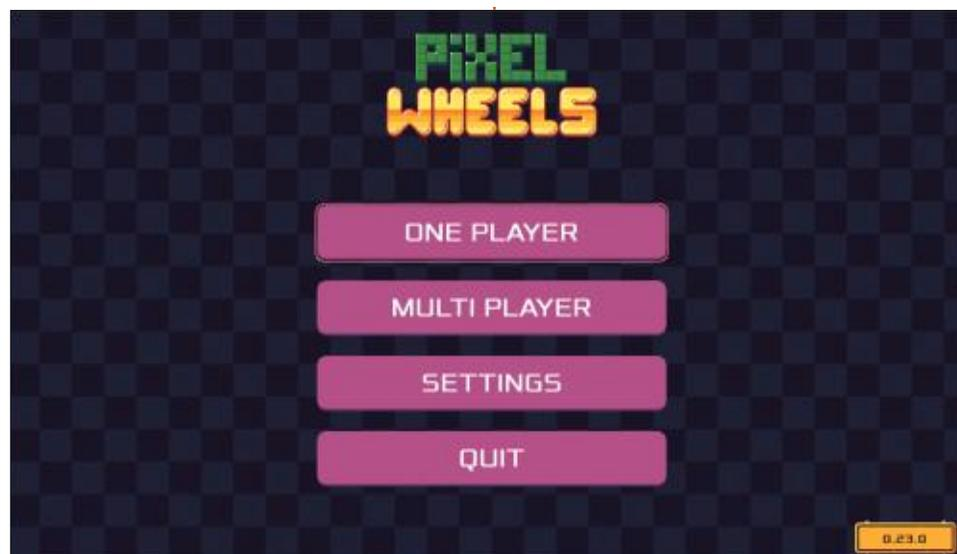 PiXEL
WHEELS
ONE PLAYER
MULTI PLAYER
SETTINGS
QUIT
0.23.0